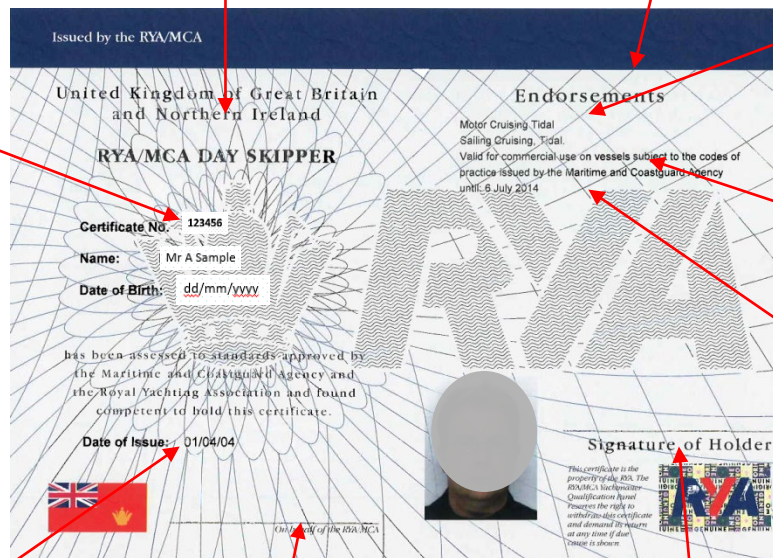 Issued by the RYA/MCA
United Kingdom of Great Britain
and Northern Ireland
RYA/MCA DAY SKIPPER
Certificate No. 123456
Name: Mr A Sample
Date of Birth: dd/mm/yyyy
has been assessed to standards approved by
the Maritime and Coastguard Agency and
the Royal Yachting Association and found
competent to hold this certificate.
Date of Issue: 01/04/04
On behalf of the RYA/MCA
Endorsements
Motor Cruising Tidal
Sailing Cruising, Tidal.
Valid for commercial use on vessels subject to the codes of
practice issued by the Maritime and Coastguard Agency
until: 6 July 2014
RYA
Signature of Holder
This certificate is the
property of the RYA. The
RYA/MCA Yachtmaster
Qualification Panel
reserves the right to
withdraw this certificate
and demand its return
at any time if due
cause is shown
RYA
GENUINE